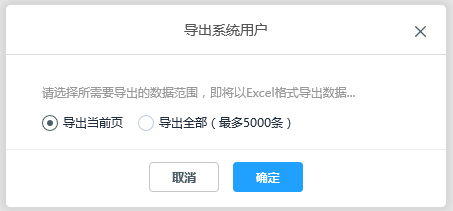 导出系统用户
请选择所需要导出的数据范围，即将以Excel格式导出数据...
导出当前页 导出全部（最多5000条）
取消 确定